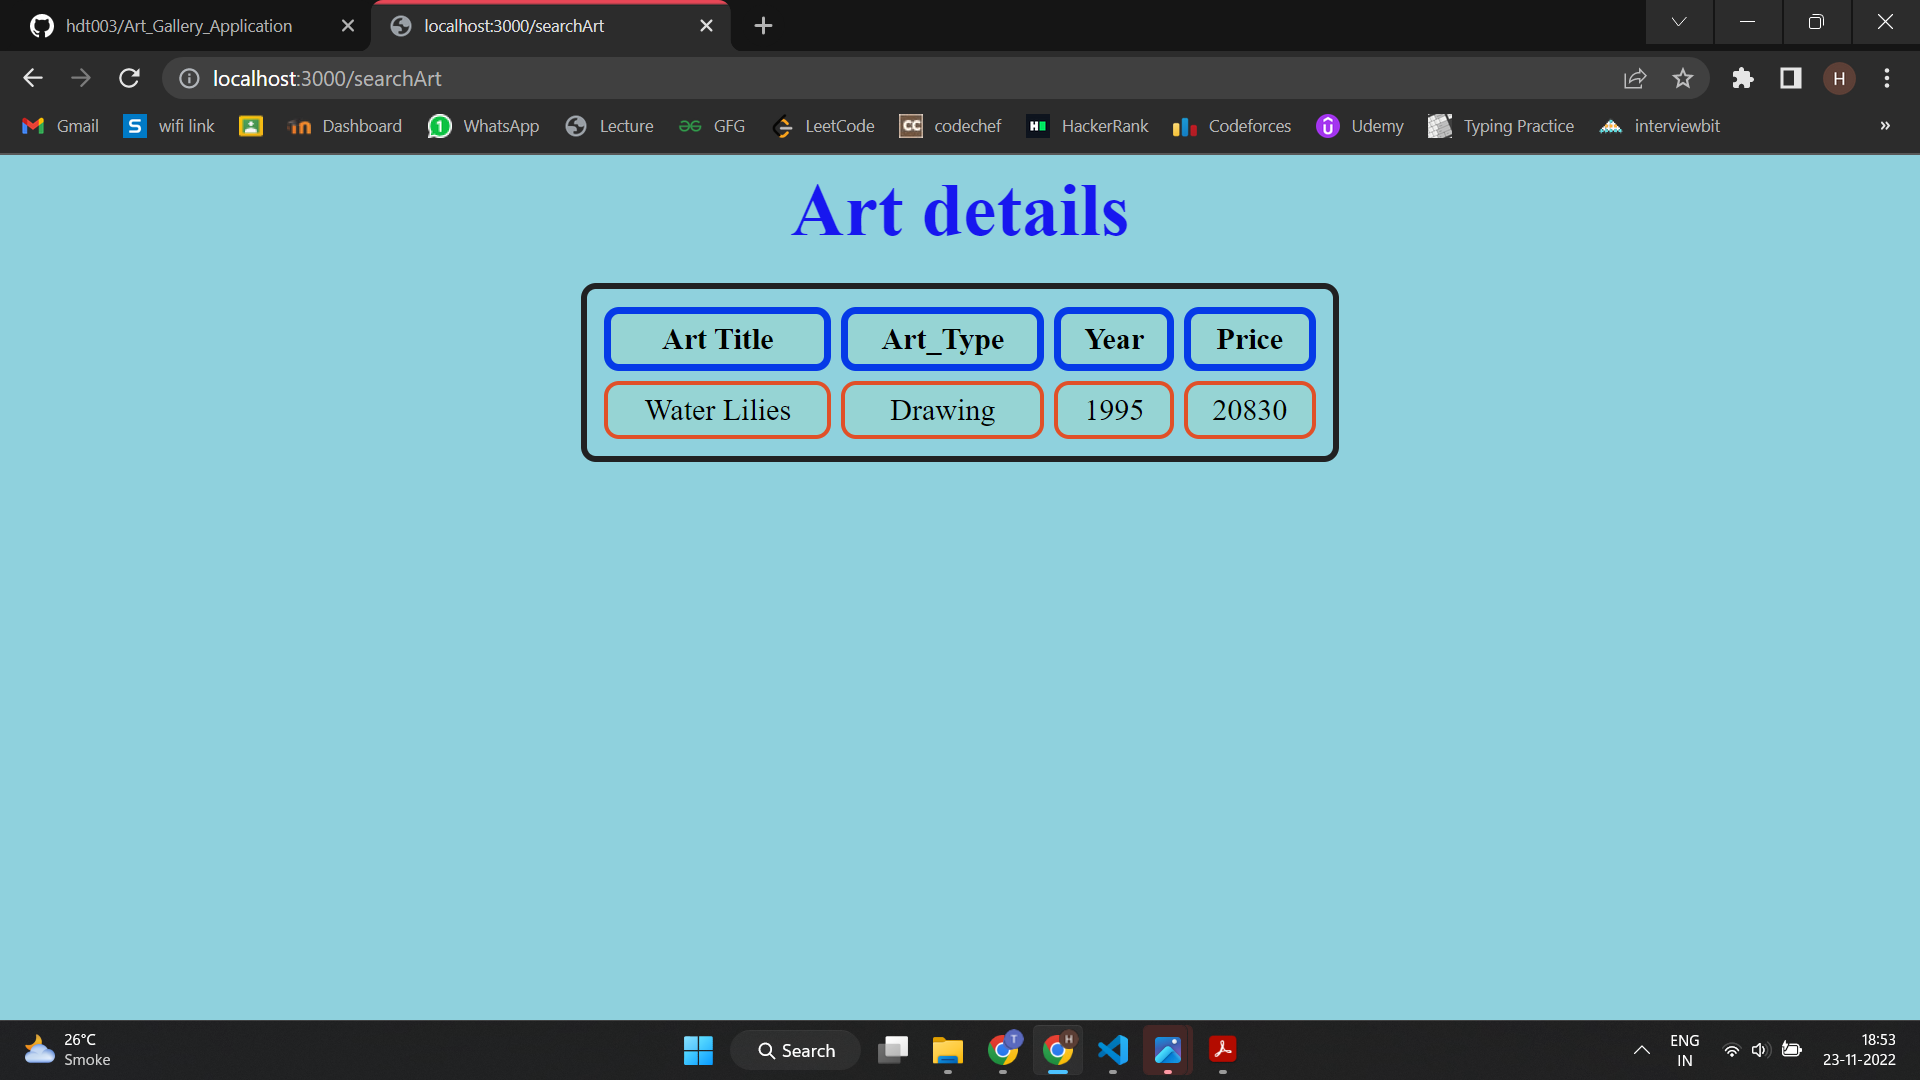 hdt003/Art_Gallery_Application
localhost:3000/searchArt
localhost:3000/searchArt
H
Gmail
S wifi link
Dashboard
1 WhatsApp
Lecture
GFG
LeetCode
CC codechef
H HackerRank
Codeforces
Udemy
Typing Practice
interviewbit
»
Art details
Art Title Art_Type Year Price
Water Lilies Drawing 1995 20830
26°C
Smoke
Search
T
H
ENG
IN
18:53
23-11-2022